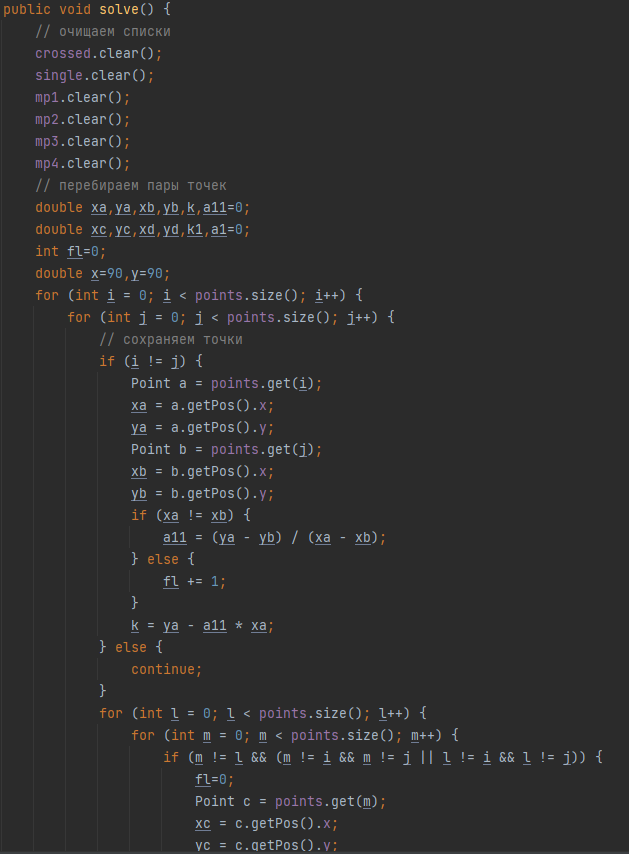 public void solve() {
// очищаем списки
crossed.clear();
single.clear();
mp1.clear();
mp2.clear();
mp3.clear();
mp4.clear();
// перебираем пары точек
double xa,ya,xb,yb,k,a11=0;
double xc,yc,xd,yd,k1,a1=0;
int fl=0;
double x=90,y=90;
for (int i = 0; i < points.size(); i++) {
for (int j = 0; j < points.size(); j++) {
// сохраняем точки
if (i != j) {
Point a = points.get(i);
xa = a.getPos().x;
ya = a.getPos().y;
Point b = points.get(j);
xb = b.getPos().x;
yb = b.getPos().y;
if (xa != xb) {
a11 = (ya - yb) / (xa - xb);
} else {
fl += 1;
}
k = ya - a11 * xa;
} else {
continue;
}
for (int l = 0; l < points.size(); l++) {
for (int m = 0; m < points.size(); m++) {
if (m != l && (m != i && m != j || l != i && l != j)) {
fl=0;
Point c = points.get(m);
xc = c.getPos().x;
yc = c.getPos().y;